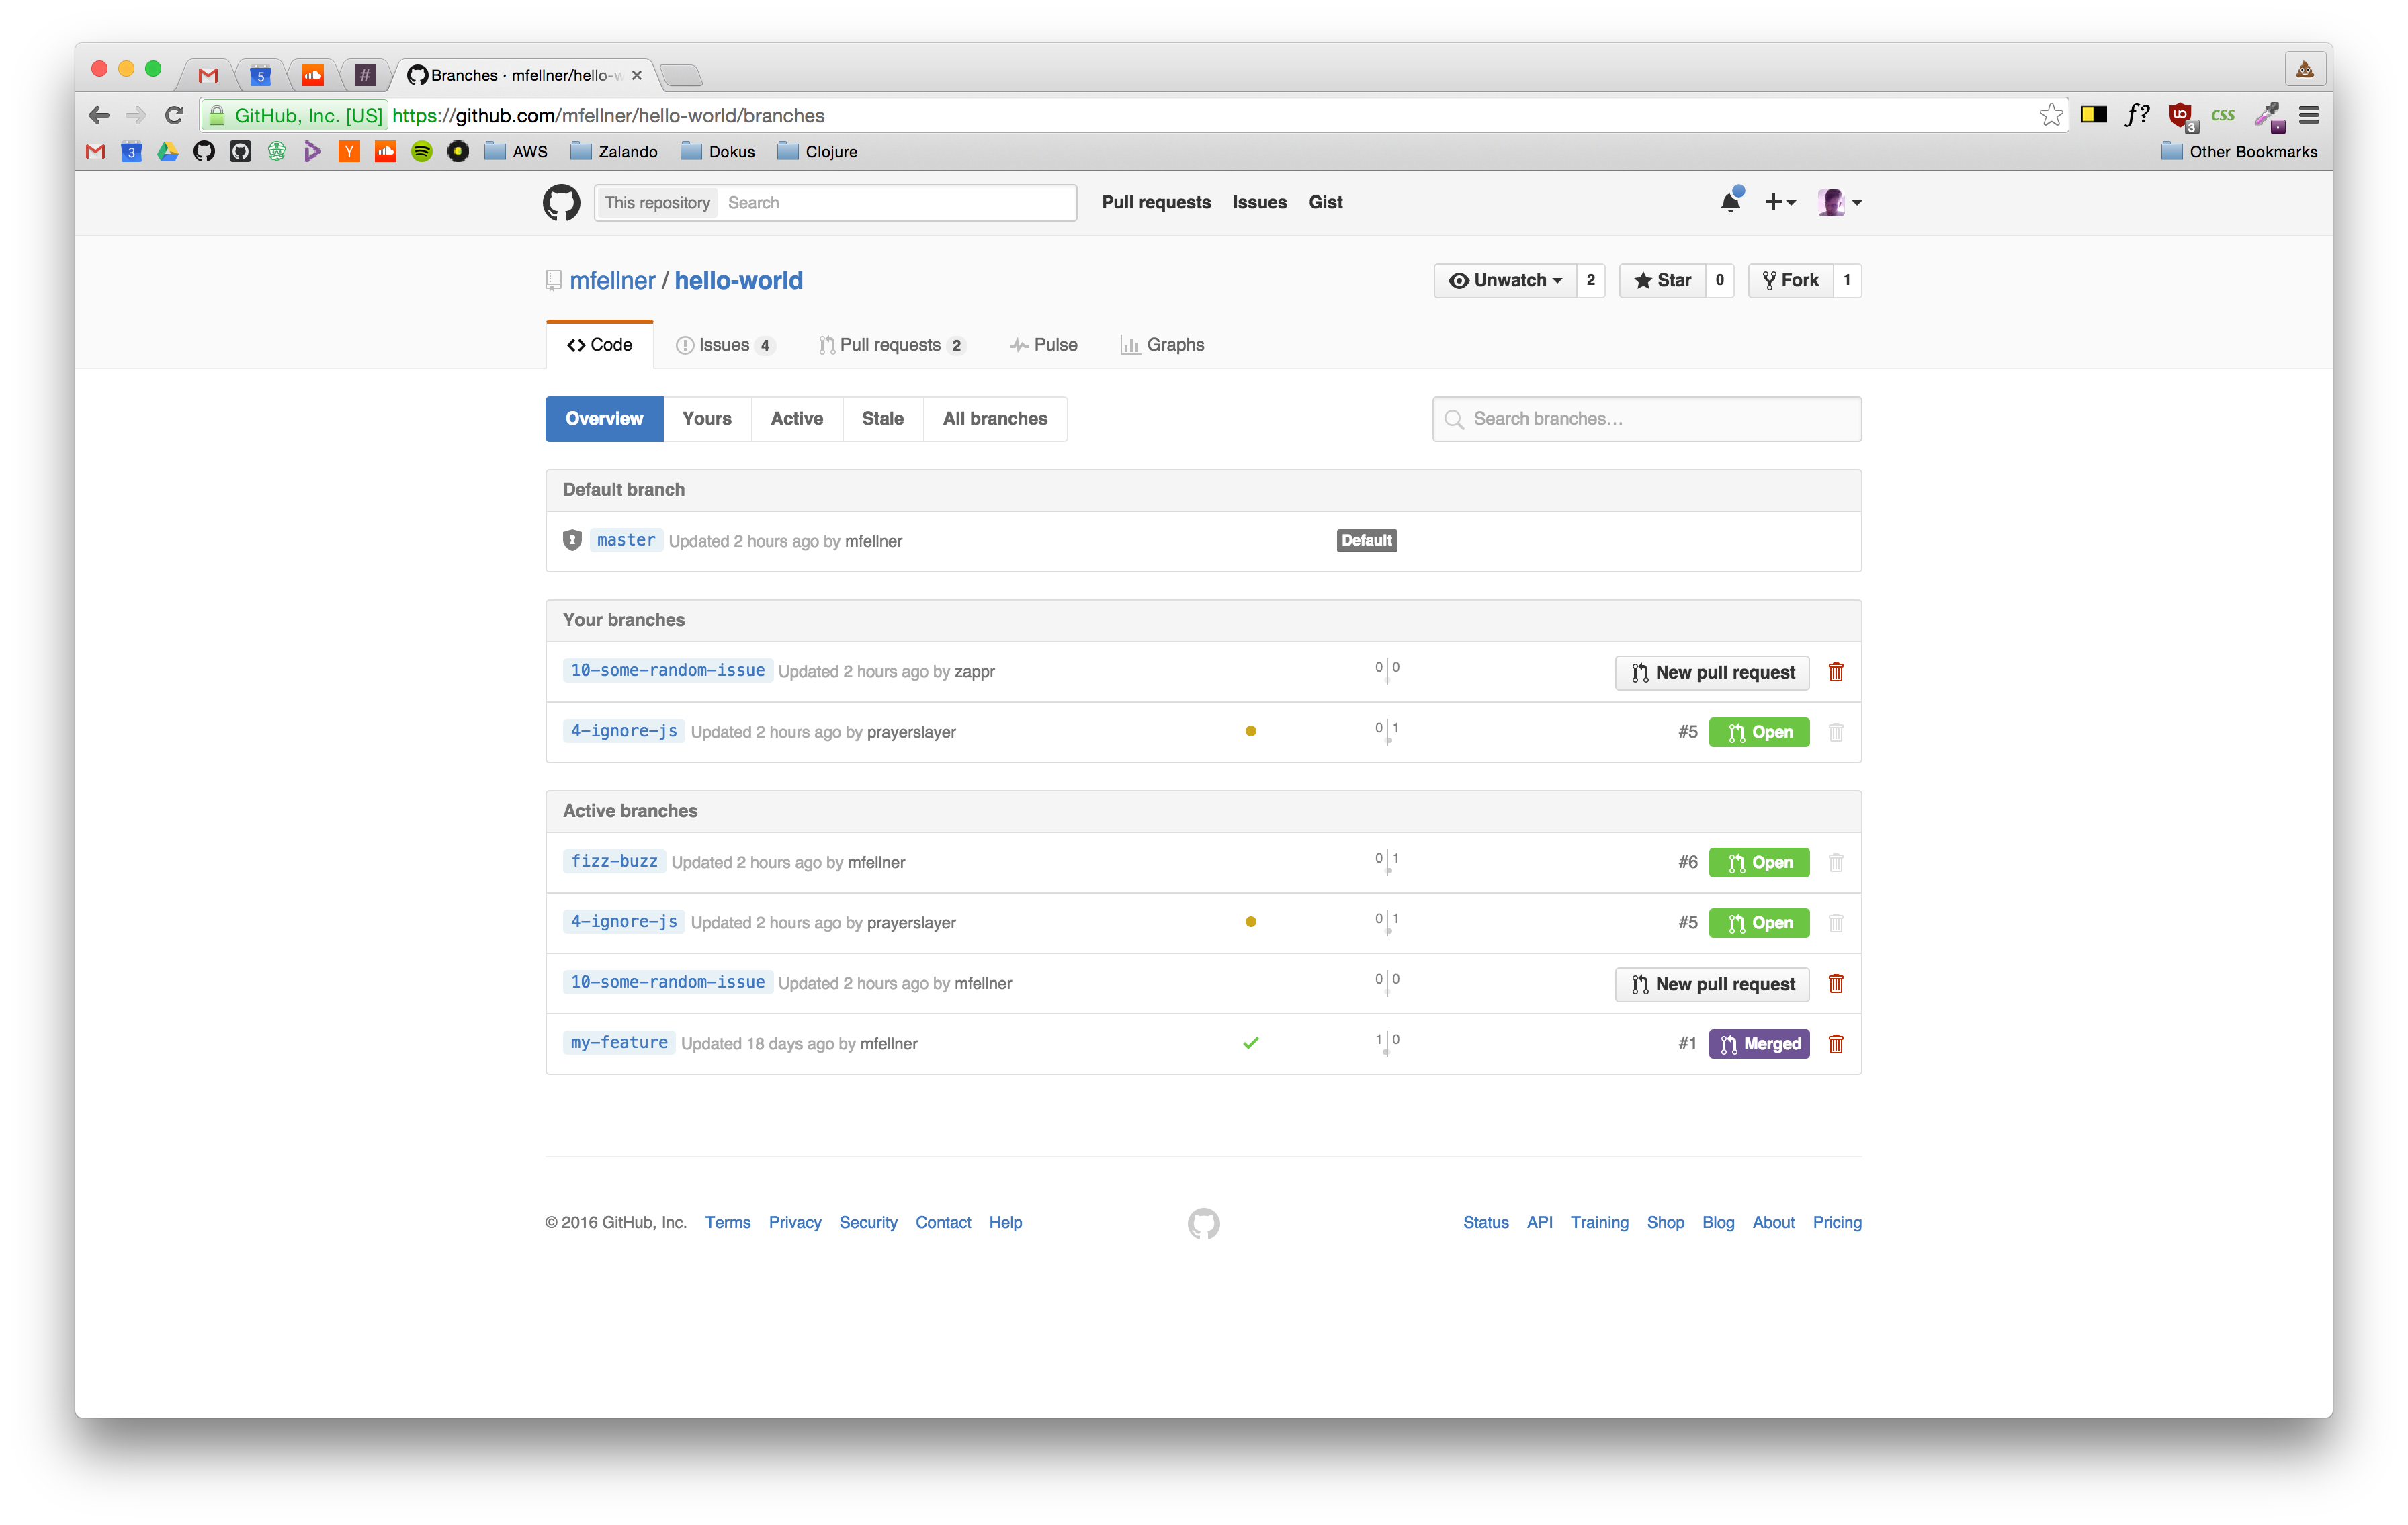 5
#
Branches · mfellner/hello-w
GitHub, Inc. [US] https://github.com/mfellner/hello-world/branches
f?
3
css
3
Y
AWS
Zalando
Dokus
Clojure
Other Bookmarks
This repository
Search
Pull requests
Issues
Gist
mfellner / hello-world
Unwatch 2
Star 0
Fork 1
Code
Issues 4
Pull requests 2
Pulse
Graphs
Overview
Yours
Active
Stale
All branches
Search branches...
Default branch
master Updated 2 hours ago by mfellner
Default
Your branches
10-some-random-issue Updated 2 hours ago by zappr
0 0
New pull request
4-ignore-js Updated 2 hours ago by prayerslayer
0 1
#5 Open
Active branches
fizz-buzz Updated 2 hours ago by mfellner
0 1
#6 Open
4-ignore-js Updated 2 hours ago by prayerslayer
0 1
#5 Open
10-some-random-issue Updated 2 hours ago by mfellner
0 0
New pull request
my-feature Updated 18 days ago by mfellner
1 0
#1 Merged
© 2016 GitHub, Inc. Terms Privacy Security Contact Help
Status API Training Shop Blog About Pricing